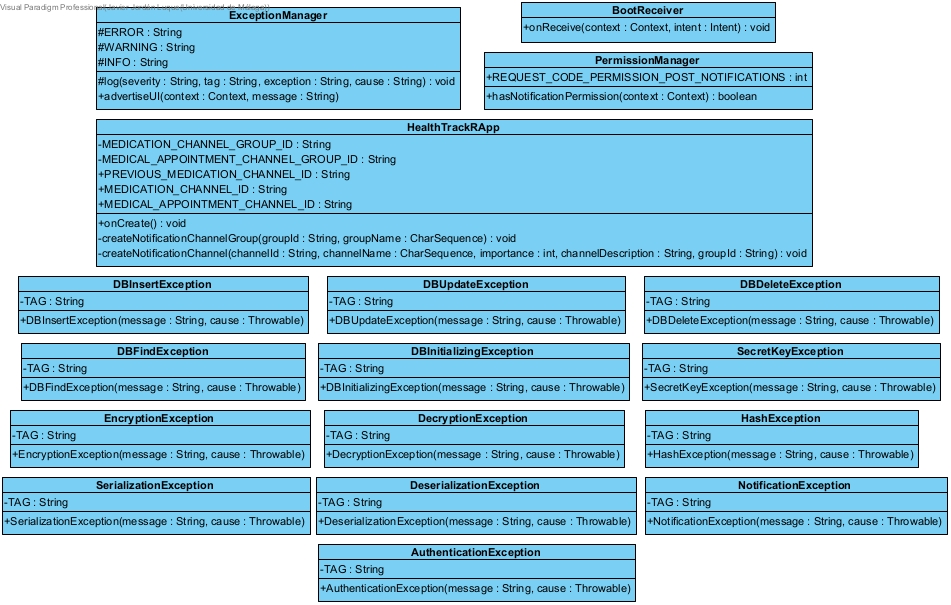 Visual Paradigm Professional(Javier Jordán Luque(Universidad de Málaga))
ExceptionManager
#ERROR : String
#WARNING : String
#INFO : String
#log(severity : String, tag : String, exception : String, cause : String) : void
+advertiseUI(context : Context, message : String)
BootReceiver
+onReceive(context : Context, intent : Intent) : void
PermissionManager
+REQUEST_CODE_PERMISSION_POST_NOTIFICATIONS : int
+hasNotificationPermission(context : Context) : boolean
HealthTrackRApp
-MEDICATION_CHANNEL_GROUP_ID : String
-MEDICAL_APPOINTMENT_CHANNEL_GROUP_ID : String
+PREVIOUS_MEDICATION_CHANNEL_ID : String
+MEDICATION_CHANNEL_ID : String
+MEDICAL_APPOINTMENT_CHANNEL_ID : String
+onCreate() : void
-createNotificationChannelGroup(groupId : String, groupName : CharSequence) : void
-createNotificationChannel(channelId : String, channelName : CharSequence, importance : int, channelDescription : String, groupId : String) : void
DBInsertException
-TAG : String
+DBInsertException(message : String, cause : Throwable)
DBUpdateException
-TAG : String
+DBUpdateException(message : String, cause : Throwable)
DBDeleteException
-TAG : String
+DBDeleteException(message : String, cause : Throwable)
DBFindException
-TAG : String
+DBFindException(message : String, cause : Throwable)
DBInitializingException
-TAG : String
+DBInitializingException(message : String, cause : Throwable)
SecretKeyException
-TAG : String
+SecretKeyException(message : String, cause : Throwable)
EncryptionException
-TAG : String
+EncryptionException(message : String, cause : Throwable)
DecryptionException
-TAG : String
+DecryptionException(message : String, cause : Throwable)
HashException
-TAG : String
+HashException(message : String, cause : Throwable)
SerializationException
-TAG : String
+SerializationException(message : String, cause : Throwable)
DeserializationException
-TAG : String
+DeserializationException(message : String, cause : Throwable)
NotificationException
-TAG : String
+NotificationException(message : String, cause : Throwable)
AuthenticationException
-TAG : String
+AuthenticationException(message : String, cause : Throwable)